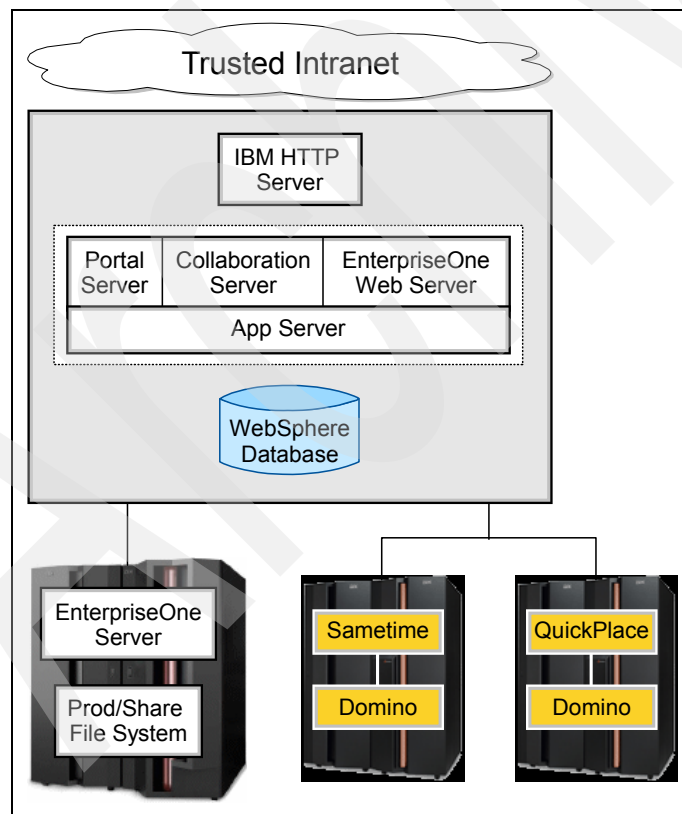 Trusted Intranet
IBM HTTP
Server
Portal
Server
Collaboration
Server
EnterpriseOne
Web Server
App Server
WebSphere
Database
EnterpriseOne
Server
Prod/Share
File System
Sametime
Domino
QuickPlace
Domino